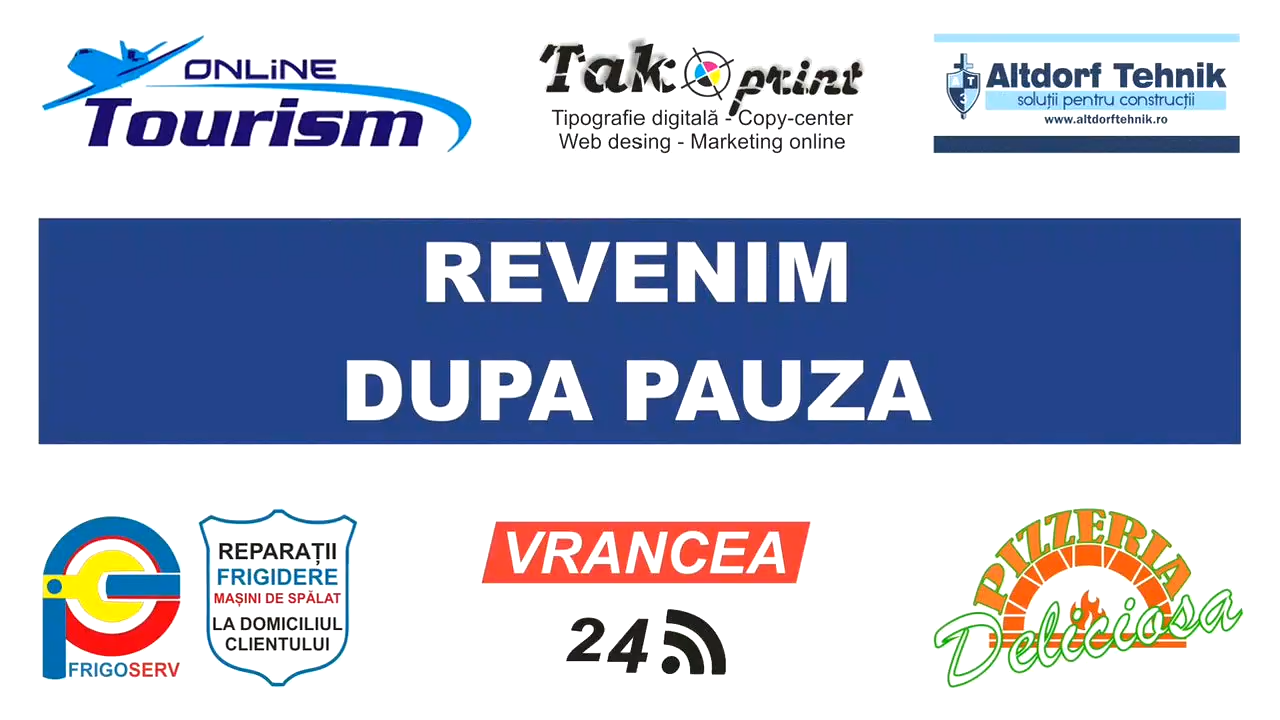 ONLiNE
Tourism
Tak print
Tipografie digitală - Copy-center
Web desing - Marketing online
T
3
Altdorf Tehnik
soluții pentru construcții
www.altdorftehnik.ro
REVENIM
DUPA PAUZA
FRIGOSERV
REPARAȚII
FRIGIDERE
MAȘINI DE SPĂLAT
LA DOMICILIUL
CLIENTULUI
VRANCEA
24
PIZZERIA
Deliciosa